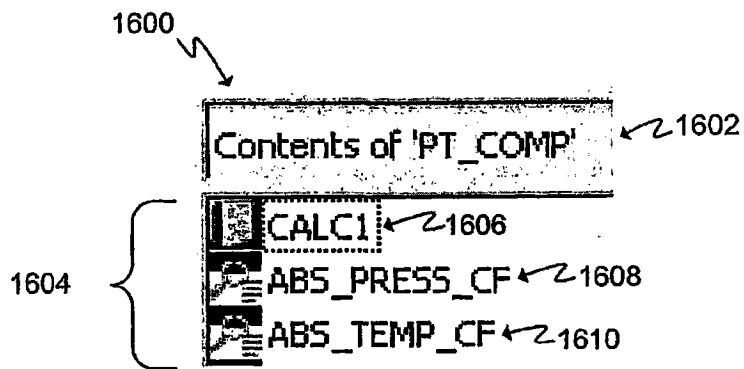 1600
Contents of 'PT_COMP' 1602
CALC1 1606
1604
ABS_PRESS_CF 1608
ABS_TEMP_CF 1610